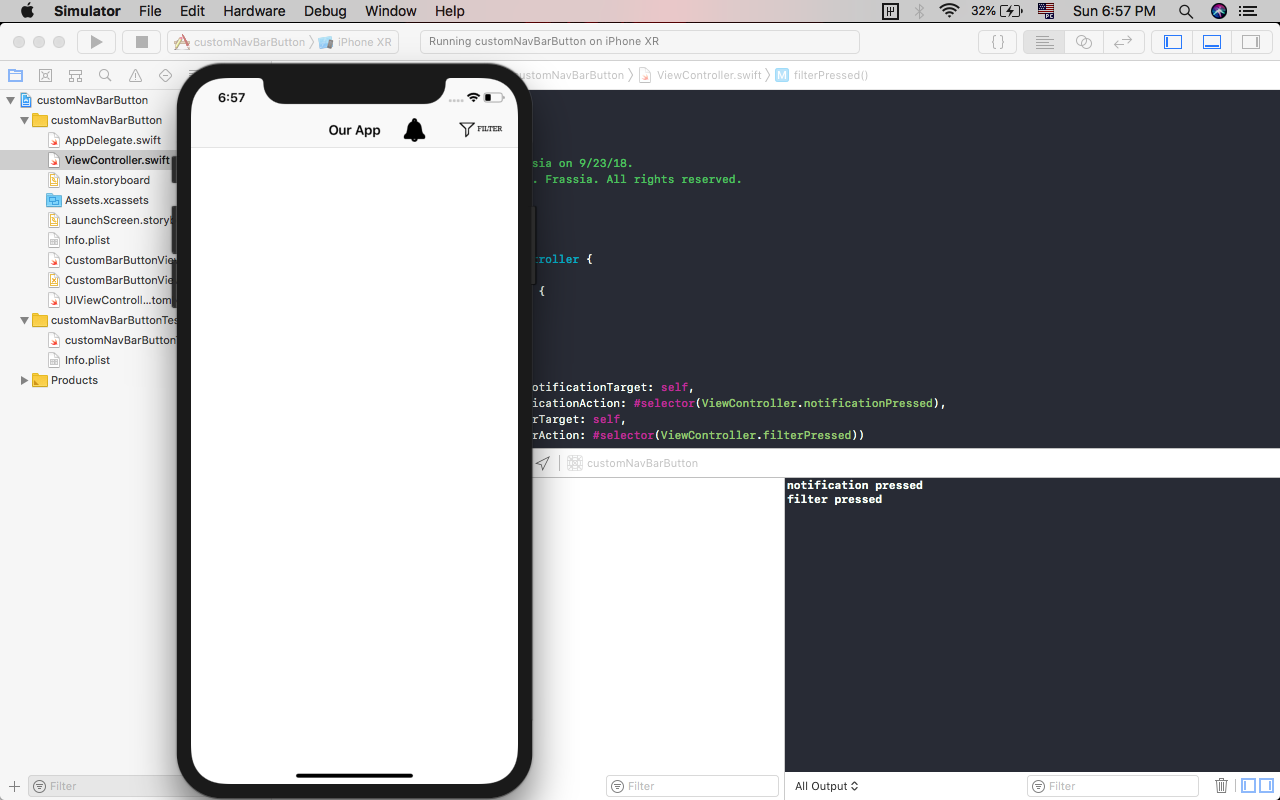 Simulator File Edit Hardware Debug Window Help 32% Sun 6:57 PM
customNavBarButton iPhone XR Running customNavBarButton on iPhone XR { }
ustomNavBarButton ViewController.swift M filterPressed()
customNavBarButton
customNavBarButton
AppDelegate.swift
ViewController.swift
Main.storyboard
Assets.xcassets
LaunchScreen.storyb
Info.plist
CustomBarButtonVie
CustomBarButtonVie
UIViewControll...tom
customNavBarButtonTes
customNavBarButton
Info.plist
Products
Filter
6:57
Our App FILTER
sia on 9/23/18.
. Frassia. All rights reserved.
troller {
{
otificationTarget: self,
icationAction: #selector(ViewController.notificationPressed),
rTarget: self,
rAction: #selector(ViewController.filterPressed))
customNavBarButton
notification pressed
filter pressed
Filter
All Output
Filter